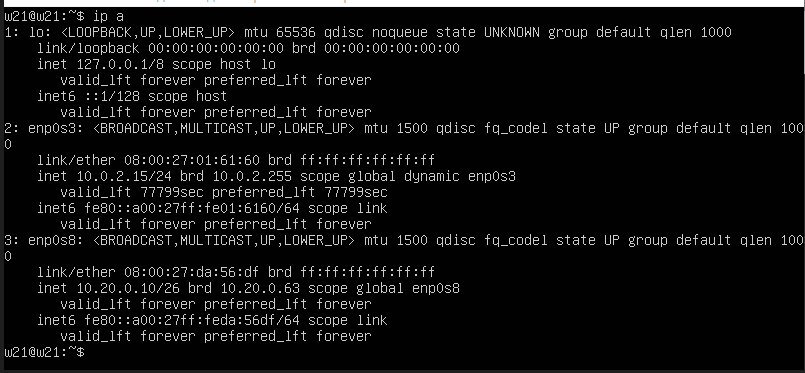 w21@w21:~$ ip a
1: lo: <LOOPBACK,UP,LOWER_UP> mtu 65536 qdisc noqueue state UNKNOWN group default qlen 1000
    link/loopback 00:00:00:00:00:00 brd 00:00:00:00:00:00
    inet 127.0.0.1/8 scope host lo
       valid_lft forever preferred_lft forever
    inet6 ::1/128 scope host
       valid_lft forever preferred_lft forever
2: enp0s3: <BROADCAST,MULTICAST,UP,LOWER_UP> mtu 1500 qdisc fq_codel state UP group default qlen 100
0
    link/ether 08:00:27:01:61:60 brd ff:ff:ff:ff:ff:ff
    inet 10.0.2.15/24 brd 10.0.2.255 scope global dynamic enp0s3
       valid_lft 77799sec preferred_lft 77799sec
    inet6 fe80::a00:27ff:fe01:6160/64 scope link
       valid_lft forever preferred_lft forever
3: enp0s8: <BROADCAST,MULTICAST,UP,LOWER_UP> mtu 1500 qdisc fq_codel state UP group default qlen 100
0
    link/ether 08:00:27:da:56:df brd ff:ff:ff:ff:ff:ff
    inet 10.20.0.10/26 brd 10.20.0.63 scope global enp0s8
       valid_lft forever preferred_lft forever
    inet6 fe80::a00:27ff:feda:56df/64 scope link
       valid_lft forever preferred_lft forever
w21@w21:~$